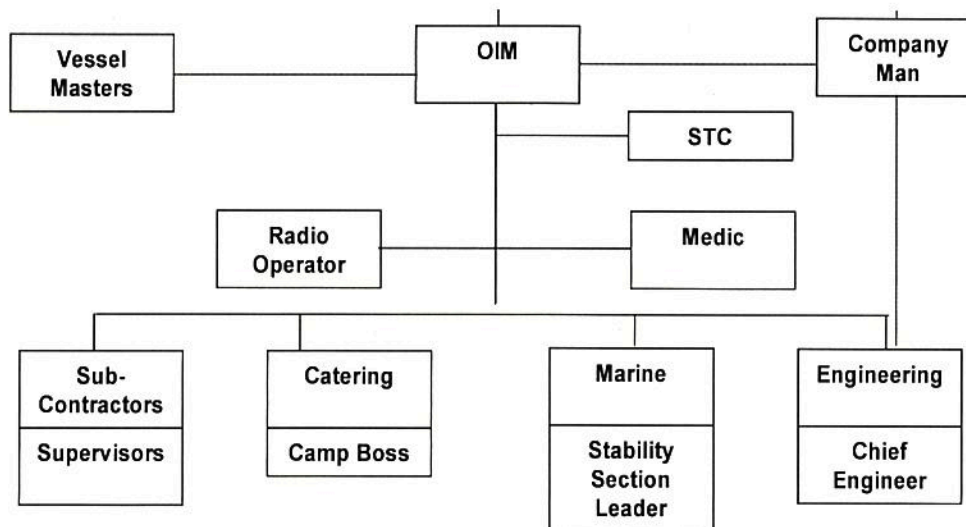 Vessel
Masters
OIM
Company
Man
STC
Radio
Operator
Medic
Sub-
Contractors
Supervisors
Catering
Camp Boss
Marine
Stability
Section
Leader
Engineering
Chief
Engineer